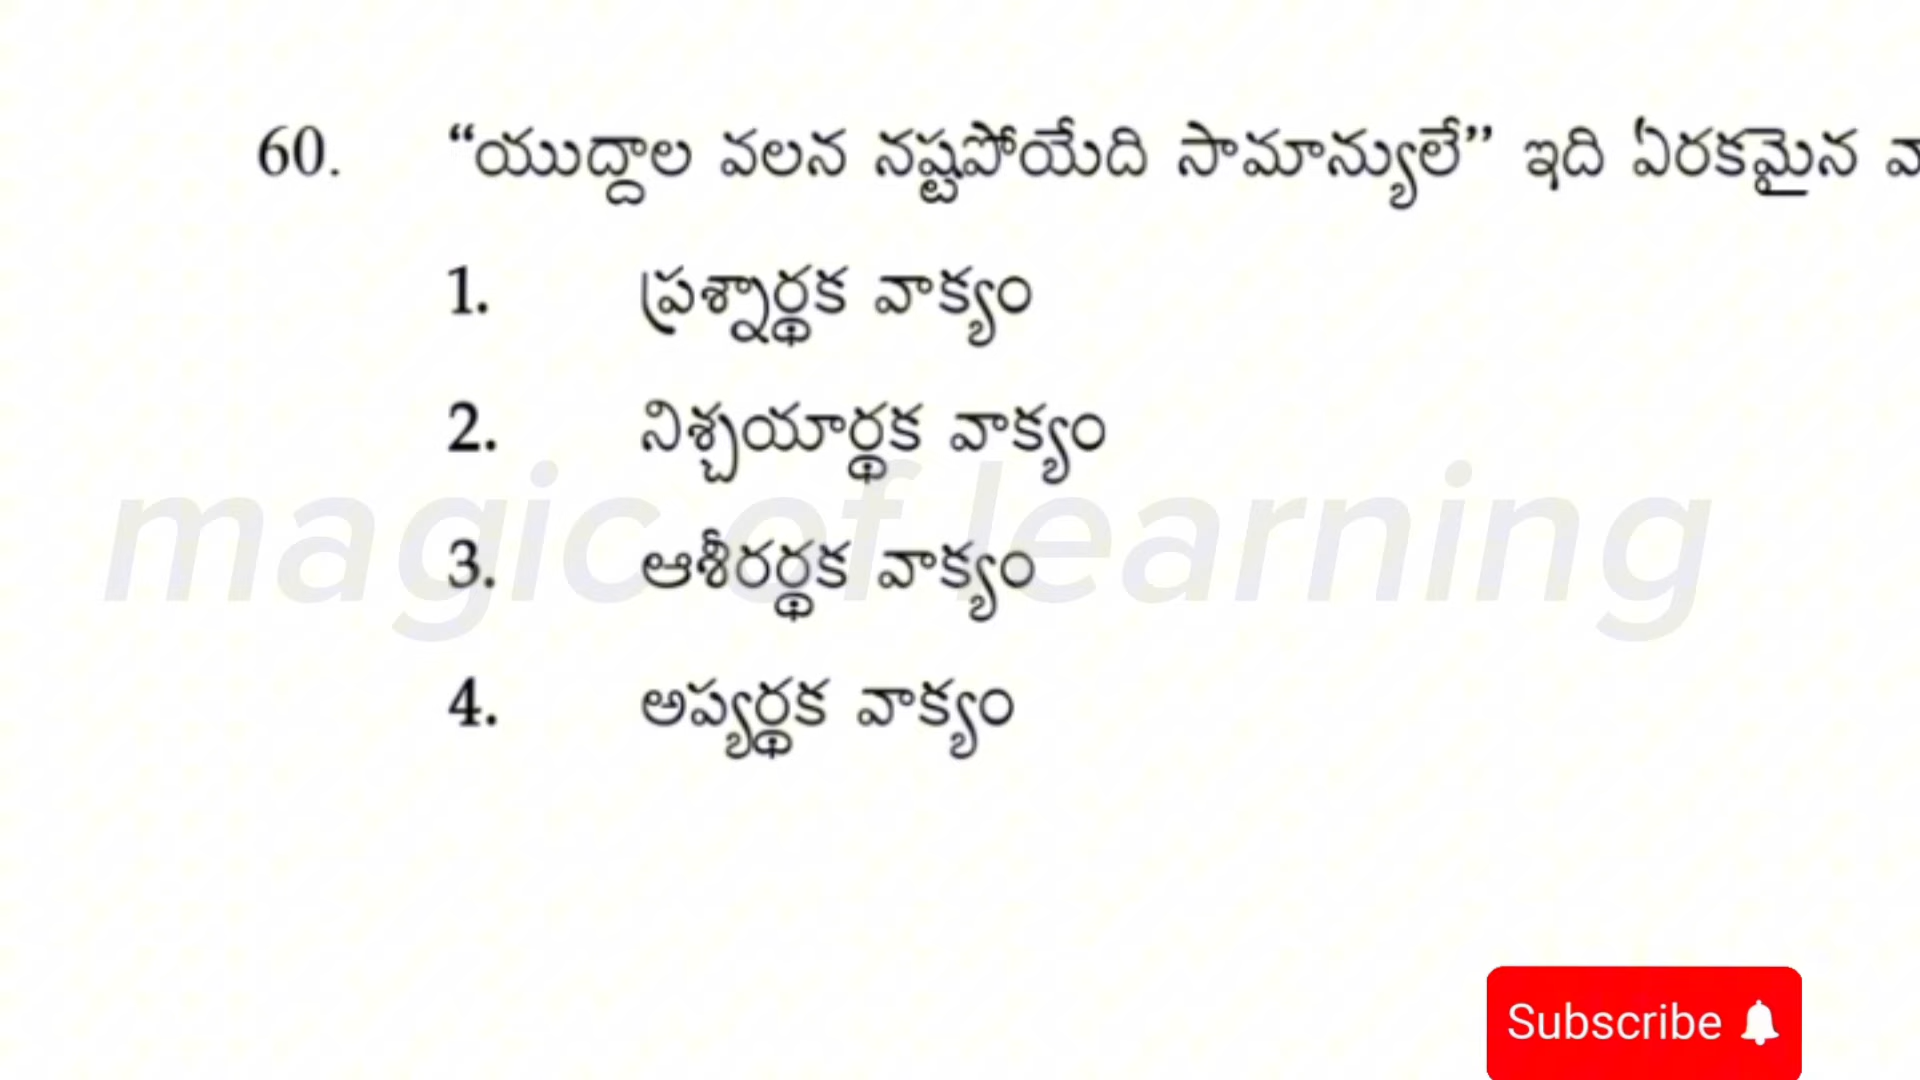 60. “యుద్దాల వలన నష్టపోయేది సామాన్యులే” ఇది ఏరకమైన
1. ప్రశ్నార్థక వాక్యం
2. నిశ్చయార్థక వాక్యం
magic of learning
3. ఆశీరర్థక వాక్యం
4. అప్యర్థక వాక్యం
Subscribe